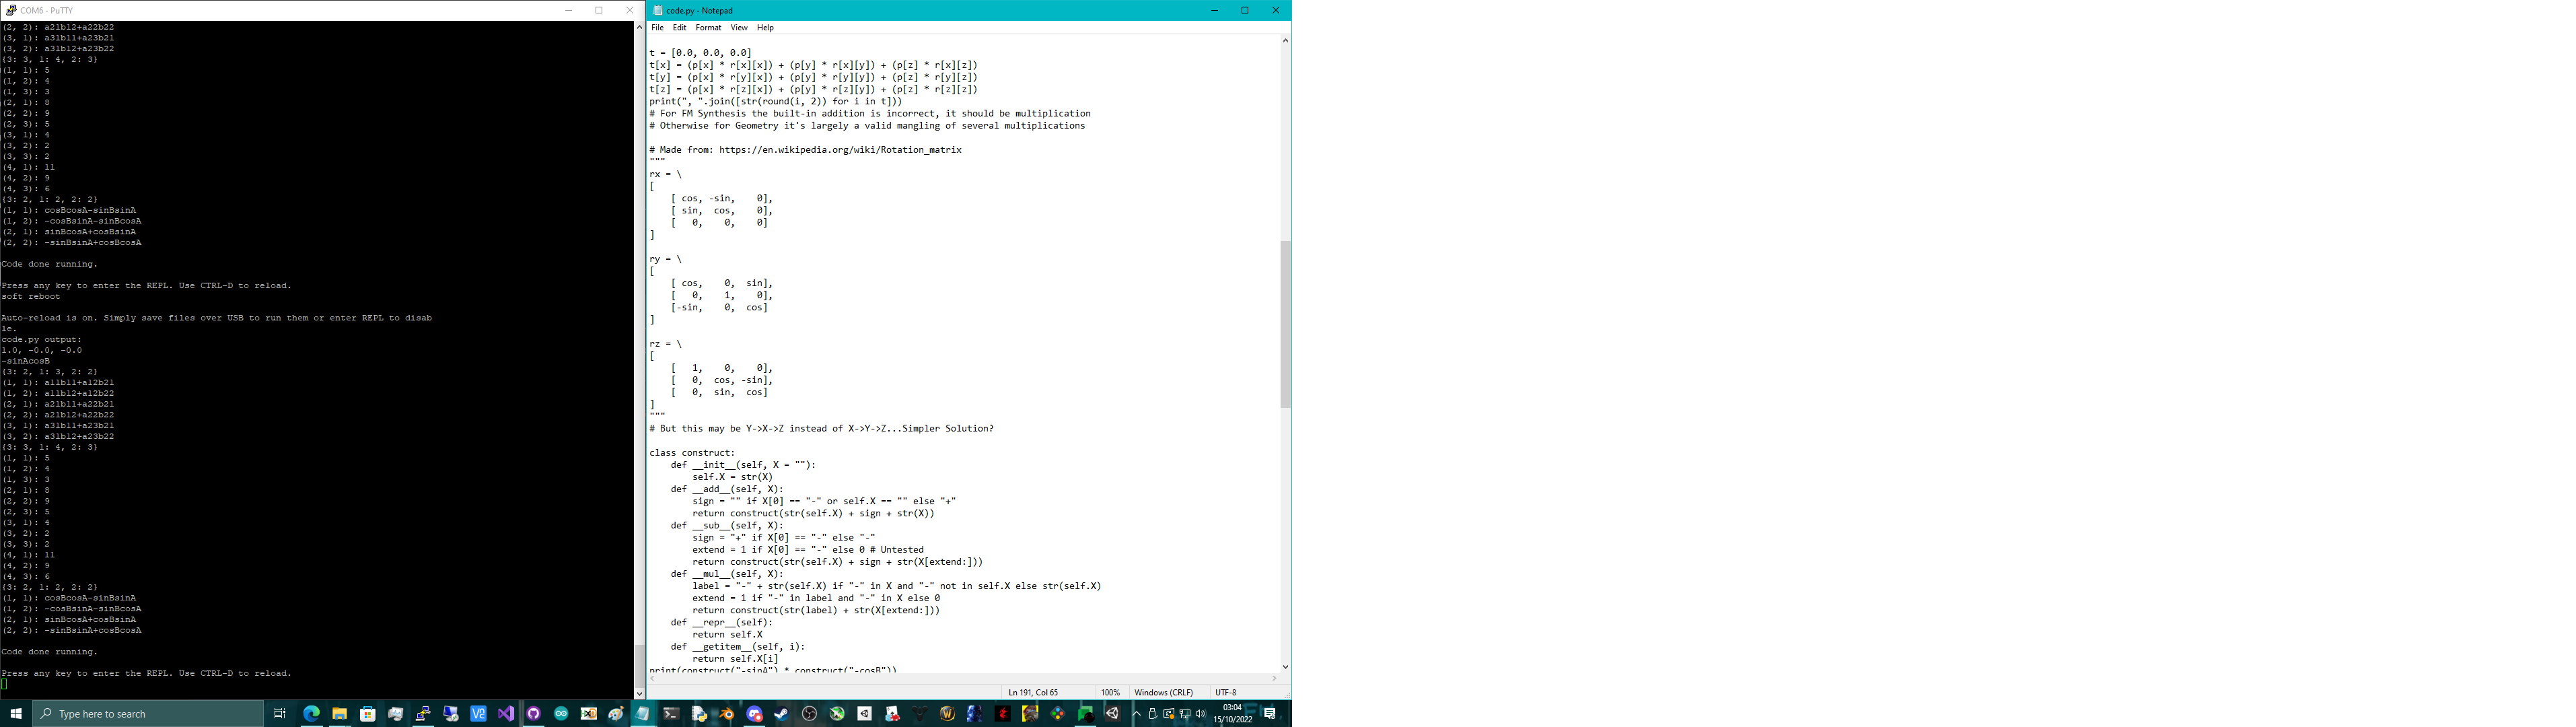 COM6 - PuTTY
(2, 2): a21b12+a22b22
(3, 1): a31b11+a23b21
(3, 2): a31b12+a23b22
{3: 3, 1: 4, 2: 3}
(1, 1): 5
(1, 2): 4
(1, 3): 3
(2, 1): 8
(2, 2): 9
(2, 3): 5
(3, 1): 4
(3, 2): 2
(3, 3): 2
(4, 1): 11
(4, 2): 9
(4, 3): 6
{3: 2, 1: 2, 2: 2}
(1, 1): cosBcosA-sinBsinA
(1, 2): -cosBsinA-sinBcosA
(2, 1): sinBcosA+cosBsinA
(2, 2): -sinBsinA+cosBcosA
Code done running.
Press any key to enter the REPL. Use CTRL-D to reload.
soft reboot
Auto-reload is on. Simply save files over USB to run them or enter REPL to disab
le.
code.py output:
1.0, -0.0, -0.0
-sinAcosB
{3: 2, 1: 3, 2: 2}
(1, 1): a11b11+a12b21
(1, 2): a11b12+a12b22
(2, 1): a21b11+a22b21
(2, 2): a21b12+a22b22
(3, 1): a31b11+a23b21
(3, 2): a31b12+a23b22
{3: 3, 1: 4, 2: 3}
(1, 1): 5
(1, 2): 4
(1, 3): 3
(2, 1): 8
(2, 2): 9
(2, 3): 5
(3, 1): 4
(3, 2): 2
(3, 3): 2
(4, 1): 11
(4, 2): 9
(4, 3): 6
{3: 2, 1: 2, 2: 2}
(1, 1): cosBcosA-sinBsinA
(1, 2): -cosBsinA-sinBcosA
(2, 1): sinBcosA+cosBsinA
(2, 2): -sinBsinA+cosBcosA
Code done running.
Press any key to enter the REPL. Use CTRL-D to reload.
code.py - Notepad
File Edit Format View Help
t = [0.0, 0.0, 0.0]
t[x] = (p[x] * r[x][x]) + (p[y] * r[x][y]) + (p[z] * r[x][z])
t[y] = (p[x] * r[y][x]) + (p[y] * r[y][y]) + (p[z] * r[y][z])
t[z] = (p[x] * r[z][x]) + (p[y] * r[z][y]) + (p[z] * r[z][z])
print(", ".join([str(round(i, 2)) for i in t]))
# For FM Synthesis the built-in addition is incorrect, it should be multiplication
# Otherwise for Geometry it's largely a valid mangling of several multiplications
# Made from: https://en.wikipedia.org/wiki/Rotation_matrix
"""
rx = \
[
    [ cos, -sin,    0],
    [ sin,  cos,    0],
    [   0,    0,    0]
]
ry = \
[
    [ cos,    0,  sin],
    [   0,    1,    0],
    [-sin,    0,  cos]
]
rz = \
[
    [   1,    0,    0],
    [   0,  cos, -sin],
    [   0,  sin,  cos]
]
"""
# But this may be Y->X->Z instead of X->Y->Z...Simpler Solution?
class construct:
    def __init__(self, X = ""):
        self.X = str(X)
    def __add__(self, X):
        sign = "" if X[0] == "-" or self.X == "" else "+"
        return construct(str(self.X) + sign + str(X))
    def __sub__(self, X):
        sign = "+" if X[0] == "-" else "-"
        extend = 1 if X[0] == "-" else 0 # Untested
        return construct(str(self.X) + sign + str(X[extend:]))
    def __mul__(self, X):
        label = "-" + str(self.X) if "-" in X and "-" not in self.X else str(self.X)
        extend = 1 if "-" in label and "-" in X else 0
        return construct(str(label) + str(X[extend:]))
    def __repr__(self):
        return self.X
    def __getitem__(self, i):
        return self.X[i]
print(construct("-sinA") * construct("-cosB"))
Ln 191, Col 65 100% Windows (CRLF) UTF-8
Type here to search
03:04
15/10/2022